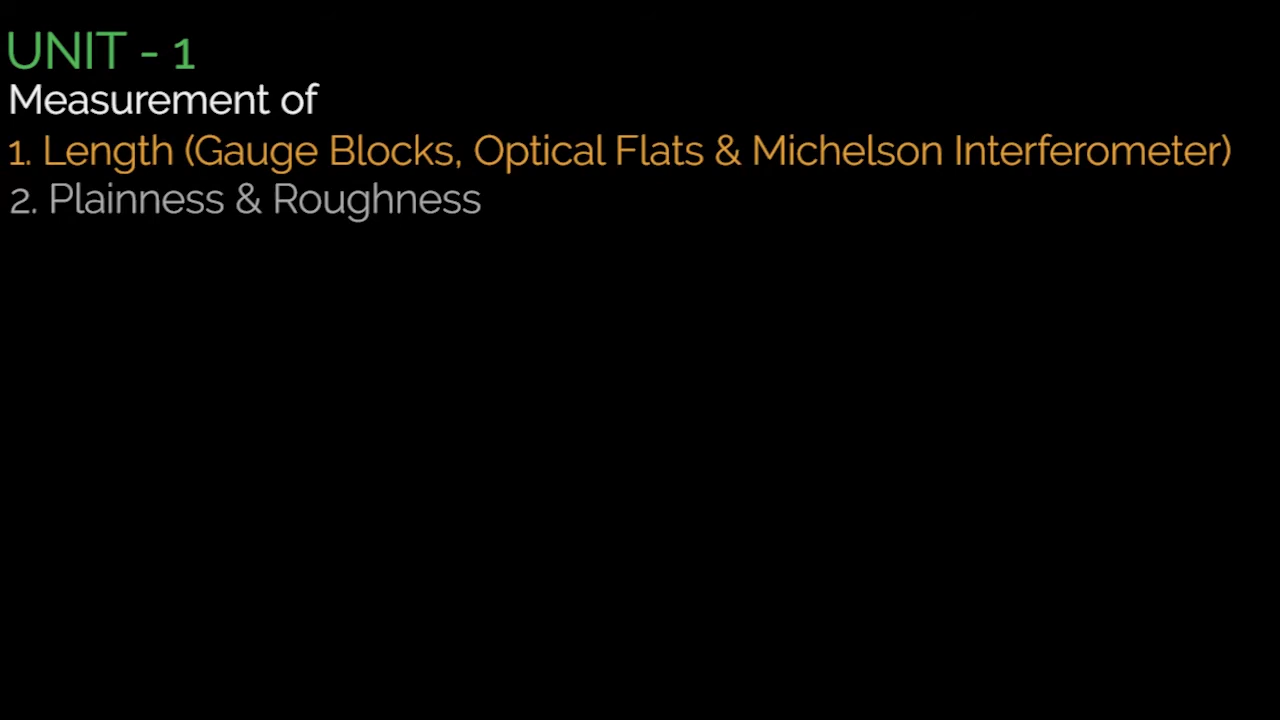 UNIT - 1
Measurement of
1. Length (Gauge Blocks, Optical Flats & Michelson Interferometer)
2. Plainness & Roughness